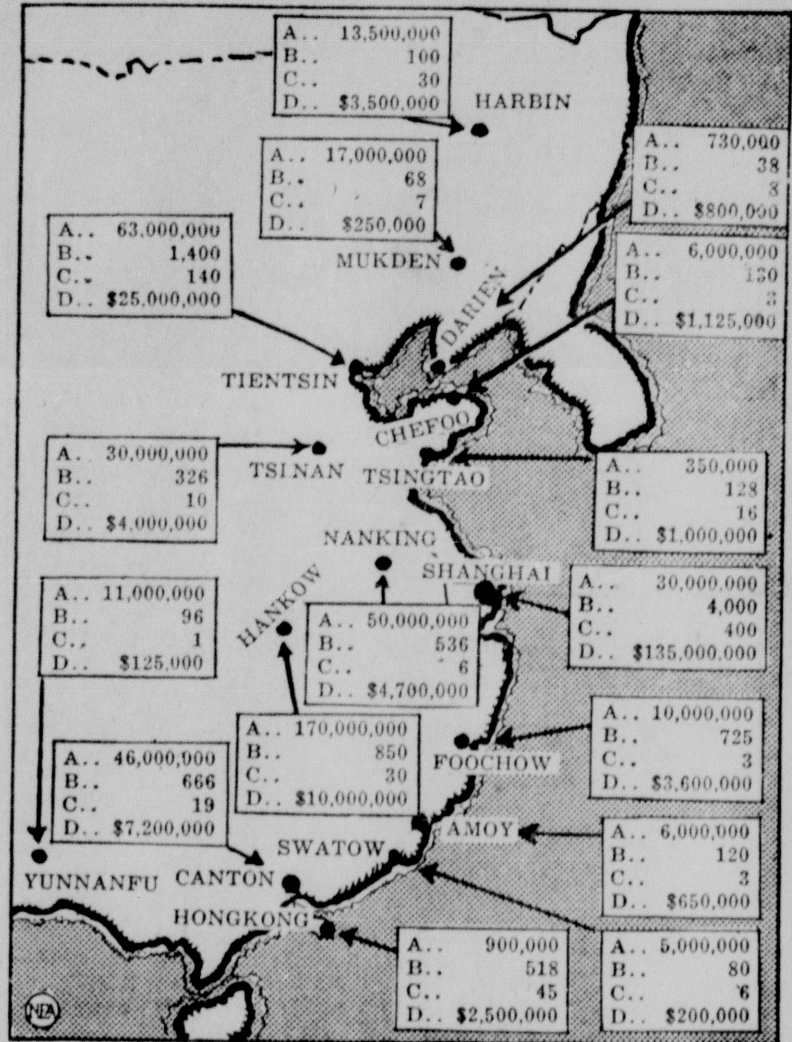 A.. 13,500,000
B.. 100
C.. 30
D.. $3,500,000
HARBIN
A.. 730,000
B.. 38
C.. 8
D.. $800,000
A.. 17,000,000
B.. 68
C.. 7
D.. $250,000
MUKDEN
A.. 63,000,000
B.. 1,400
C.. 140
D.. $25,000,000
A.. 6,000,000
B.. 130
C.. 3
D.. $1,125,000
DARIEN
TIENTSIN
CHEFOO
A.. 30,000,000
B.. 326
C.. 10
D.. $4,000,000
TSINAN
TSINGTAO
A.. 350,000
B.. 128
C.. 16
D.. $1,000,000
NANKING
SHANGHAI
HANKOW
A.. 11,000,000
B.. 96
C.. 1
D.. $125,000
A.. 50,000,000
B.. 536
C.. 6
D.. $4,700,000
A.. 30,000,000
B.. 4,000
C.. 400
D.. $135,000,000
A.. 170,000,000
B.. 850
C.. 30
D.. $10,000,000
A.. 10,000,000
B.. 725
C.. 3
D.. $3,600,000
FOOCHOW
A.. 46,000,000
B.. 666
C.. 19
D.. $7,200,000
AMOY
A.. 6,000,000
B.. 120
C.. 3
D.. $650,000
SWATOW
YUNNANFU
CANTON
HONGKONG
A.. 900,000
B.. 518
C.. 45
D.. $2,500,000
A.. 5,000,000
B.. 80
C.. 6
D.. $200,000
NEA